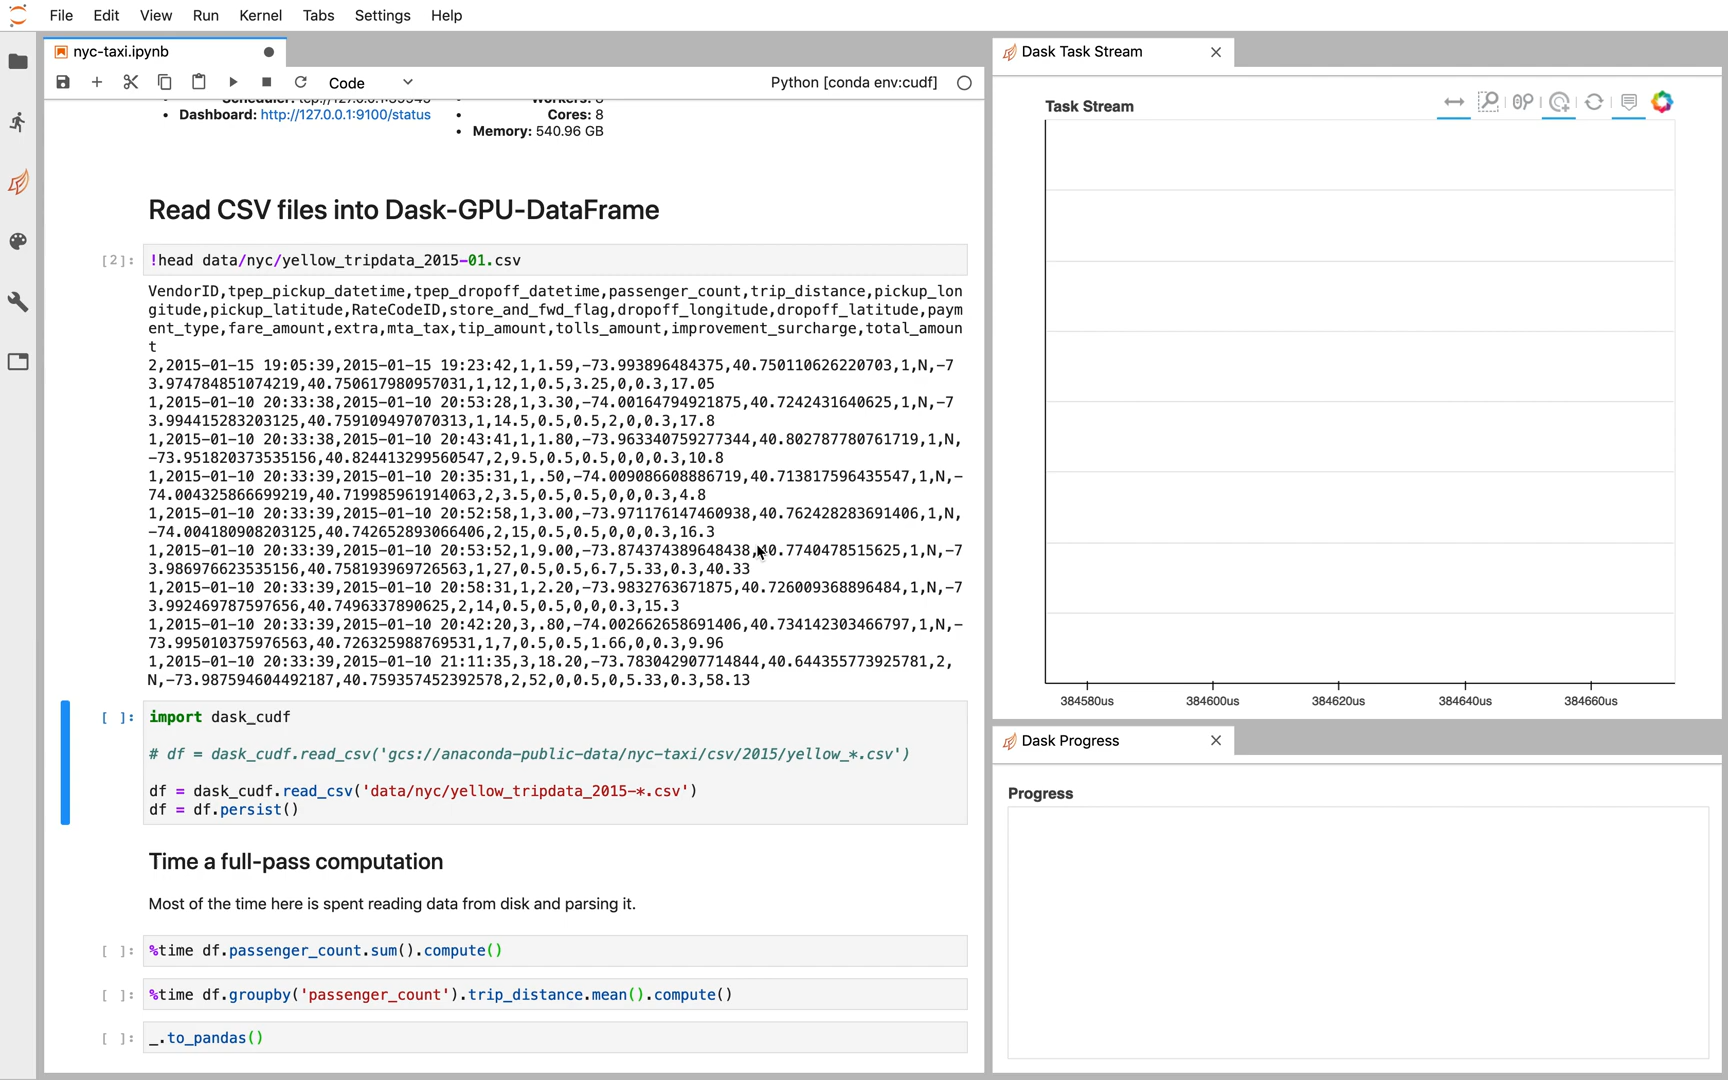 File Edit View Run Kernel Tabs Settings Help
nyc-taxi.ipynb
Code
Python [conda env:cudf]
Dashboard: http://127.0.0.1:9100/status
Cores: 8
Memory: 540.96 GB
Read CSV files into Dask-GPU-DataFrame
[2]: !head data/nyc/yellow_tripdata_2015-01.csv
VendorID,tpep_pickup_datetime,tpep_dropoff_datetime,passenger_count,trip_distance,pickup_lon
gitude,pickup_latitude,RateCodeID,store_and_fwd_flag,dropoff_longitude,dropoff_latitude,paym
ent_type,fare_amount,extra,mta_tax,tip_amount,tolls_amount,improvement_surcharge,total_amoun
t
2,2015-01-15 19:05:39,2015-01-15 19:23:42,1,1.59,-73.993896484375,40.750110626220703,1,N,-7
3.974784851074219,40.750617980957031,1,12,1,0.5,3.25,0,0.3,17.05
1,2015-01-10 20:33:38,2015-01-10 20:53:28,1,3.30,-74.00164794921875,40.7242431640625,1,N,-7
3.994415283203125,40.759109497070313,1,14.5,0.5,0.5,2,0,0.3,17.8
1,2015-01-10 20:33:38,2015-01-10 20:43:41,1,1.80,-73.963340759277344,40.802787780761719,1,N,
-73.951820373535156,40.824413299560547,2,9.5,0.5,0.5,0,0,0.3,10.8
1,2015-01-10 20:33:39,2015-01-10 20:35:31,1,.50,-74.009086608886719,40.713817596435547,1,N,-
74.004325866699219,40.719985961914063,2,3.5,0.5,0.5,0,0,0.3,4.8
1,2015-01-10 20:33:39,2015-01-10 20:52:58,1,3.00,-73.971176147460938,40.762428283691406,1,N,
-74.004180908203125,40.742652893066406,2,15,0.5,0.5,0,0,0.3,16.3
1,2015-01-10 20:33:39,2015-01-10 20:53:52,1,9.00,-73.874374389648438,40.7740478515625,1,N,-7
3.986976623535156,40.758193969726563,1,27,0.5,0.5,6.7,5.33,0.3,40.33
1,2015-01-10 20:33:39,2015-01-10 20:58:31,1,2.20,-73.9832763671875,40.726009368896484,1,N,-7
3.992469787597656,40.7496337890625,2,14,0.5,0.5,0,0,0.3,15.3
1,2015-01-10 20:33:39,2015-01-10 20:42:20,3,.80,-74.002662658691406,40.734142303466797,1,N,-
73.995010375976563,40.726325988769531,1,7,0.5,0.5,1.66,0,0.3,9.96
1,2015-01-10 20:33:39,2015-01-10 21:11:35,3,18.20,-73.783042907714844,40.644355773925781,2,
N,-73.987594604492187,40.759357452392578,2,52,0,0.5,0,5.33,0.3,58.13
[ ]: import dask_cudf
# df = dask_cudf.read_csv('gcs://anaconda-public-data/nyc-taxi/csv/2015/yellow_*.csv')
df = dask_cudf.read_csv('data/nyc/yellow_tripdata_2015-*.csv')
df = df.persist()
Time a full-pass computation
Most of the time here is spent reading data from disk and parsing it.
[ ]: %time df.passenger_count.sum().compute()
[ ]: %time df.groupby('passenger_count').trip_distance.mean().compute()
[ ]: _.to_pandas()
Dask Task Stream
Task Stream
384580us 384600us 384620us 384640us 384660us
Dask Progress
Progress